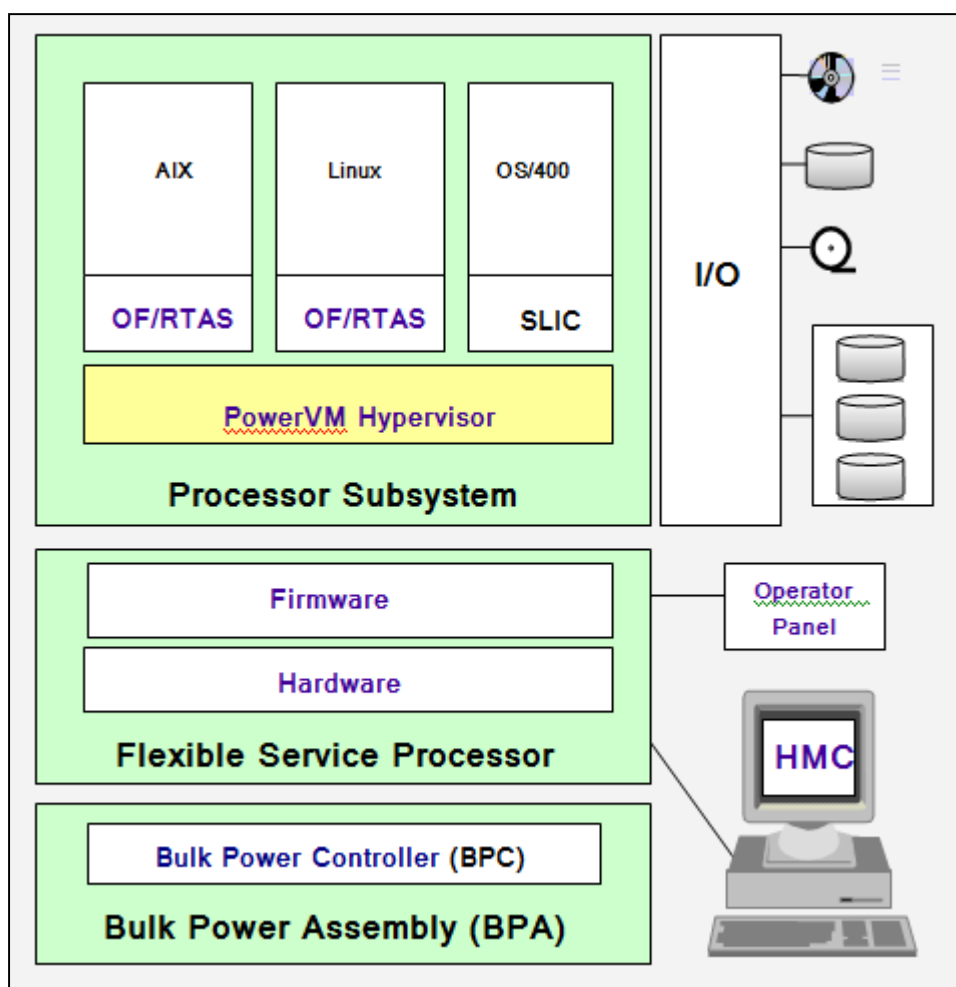 AIX
Linux
OS/400
I/O
OF/RTAS
OF/RTAS
SLIC
PowerVM Hypervisor
Processor Subsystem
Firmware
Operator
Panel
Hardware
Flexible Service Processor
HMC
Bulk Power Controller (BPC)
Bulk Power Assembly (BPA)